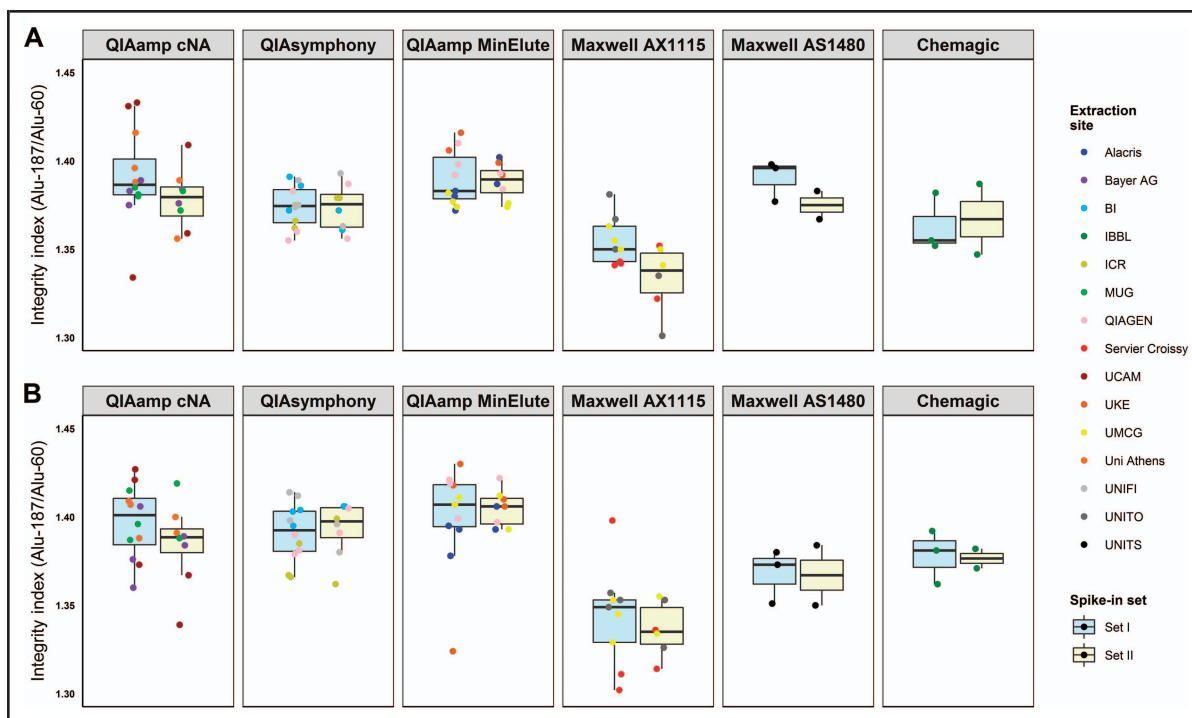 A
QIAamp cNA
QIAsymphony
QIAamp MinElute
Maxwell AX1115
Maxwell AS1480
Chemagic
Integrity index (Alu-187/Alu-60)
1.45
1.40
1.35
1.30
B
QIAamp cNA
QIAsymphony
QIAamp MinElute
Maxwell AX1115
Maxwell AS1480
Chemagic
Integrity index (Alu-187/Alu-60)
1.45
1.40
1.35
1.30
Extraction
site
Alacris
Bayer AG
BI
IBBL
ICR
MUG
QIAGEN
Servier Croissy
UCAM
UKE
UMCG
Uni Athens
UNIFI
UNITO
UNITS
Spike-in set
Set I
Set II